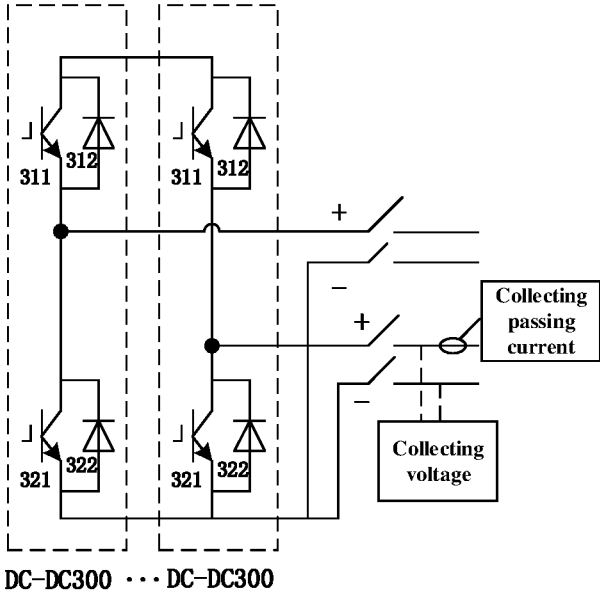 312
312
311
311
+
−
Collecting
passing
current
+
−
Collecting
voltage
322
322
321
321
DC-DC300 ··· DC-DC300